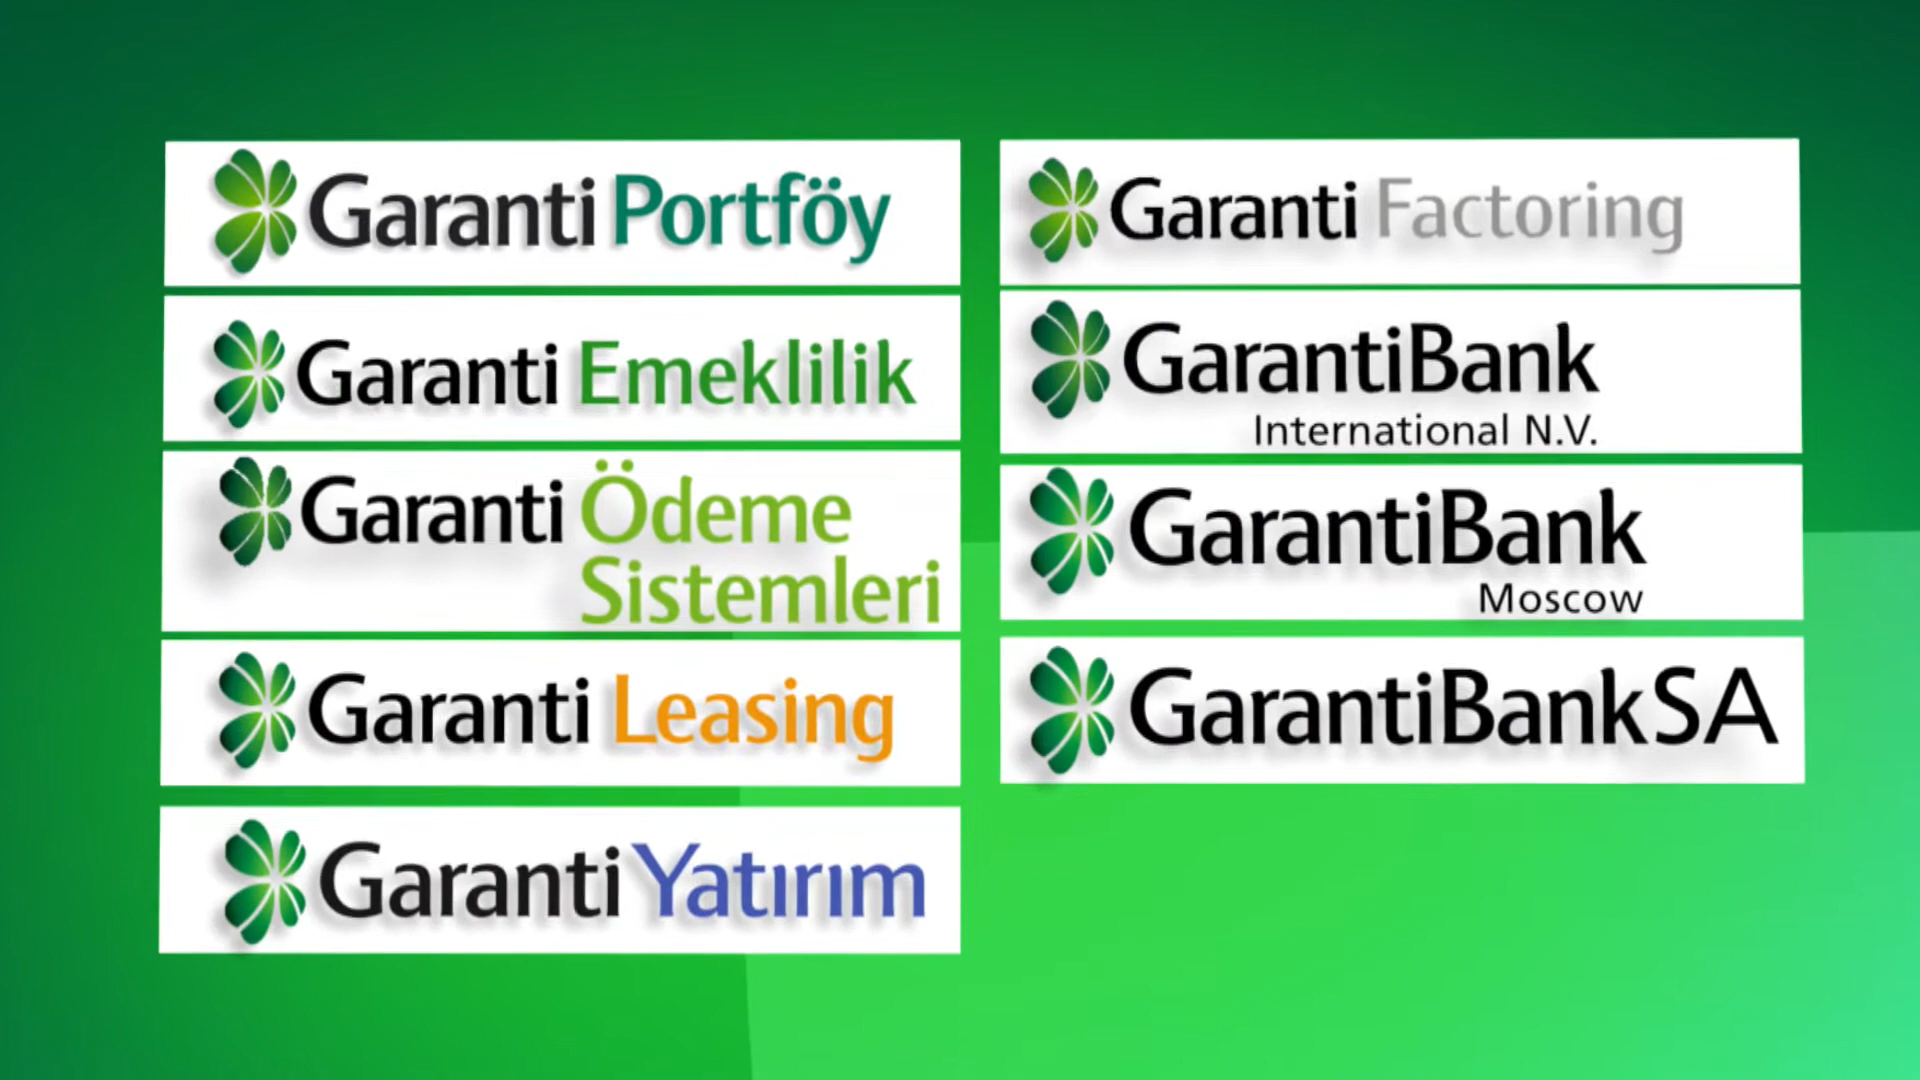 Garanti Portföy
Garanti Emeklilik
Garanti Ödeme
Sistemleri
Garanti Leasing
Garanti Yatırım
Garanti Factoring
GarantiBank
International N.V.
GarantiBank
Moscow
GarantiBankSA